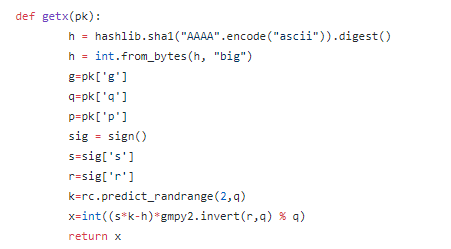 def getx(pk):
h = hashlib.sha1("AAAA".encode("ascii")).digest()
h = int.from_bytes(h, "big")
g=pk['g']
q=pk['q']
p=pk['p']
sig = sign()
s=sig['s']
r=sig['r']
k=rc.predict_randrange(2,q)
x=int((s*k-h)*gmpy2.invert(r,q) % q)
return x